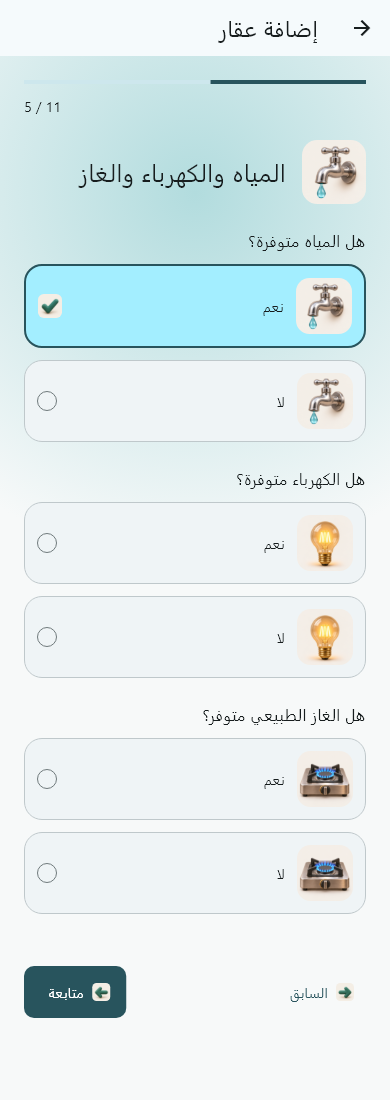 إضافة عقار
5 / 11
المياه والكهرباء والغاز
هل المياه متوفرة؟
نعم
لا
هل الكهرباء متوفرة؟
نعم
لا
هل الغاز الطبيعي متوفر؟
نعم
لا
السابق
متابعة